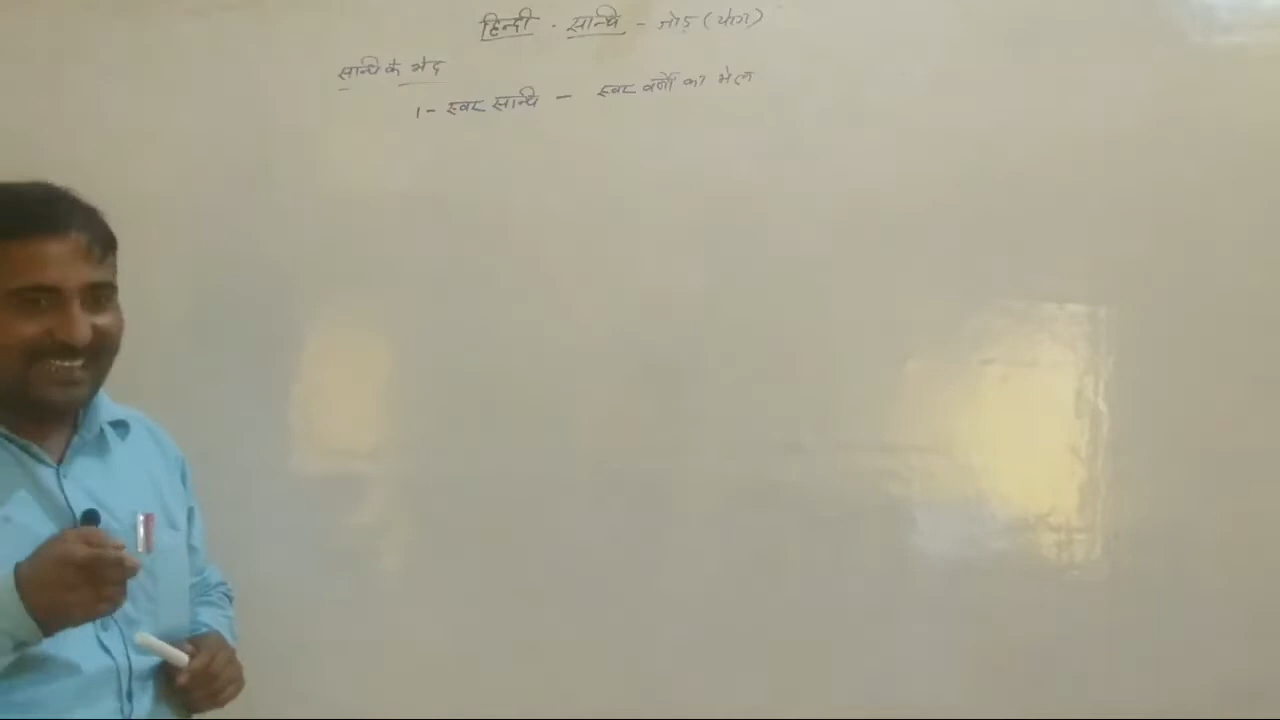 हिन्दी - सन्धि - जोड़ (योग)
सन्धि के भेद
1- स्वर सन्धि - स्वर वर्णों का मेल